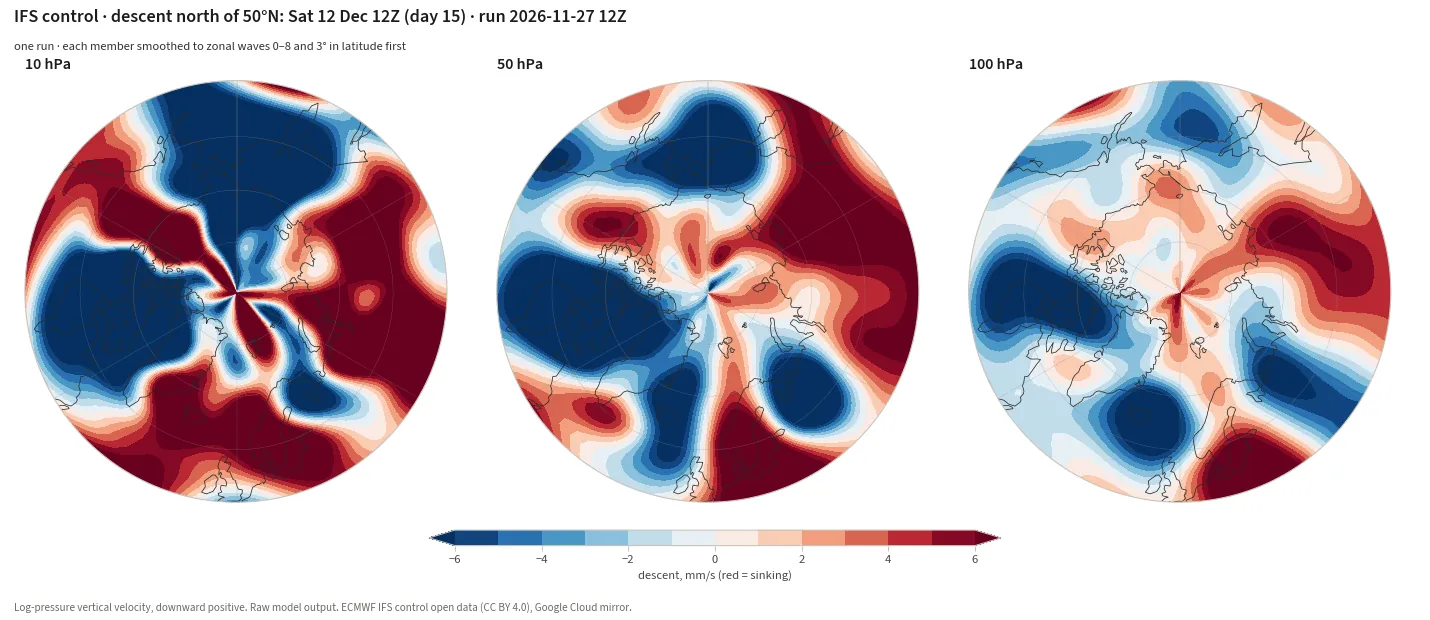 IFS control · descent north of 50°N: Sat 12 Dec 12Z (day 15) · run 2026-11-27 12Z
one run · each member smoothed to zonal waves 0–8 and 3° in latitude first
10 hPa
50 hPa
100 hPa
−6
−4
−2
0
2
4
6
descent, mm/s (red = sinking)
Log-pressure vertical velocity, downward positive. Raw model output. ECMWF IFS control open data (CC BY 4.0), Google Cloud mirror.